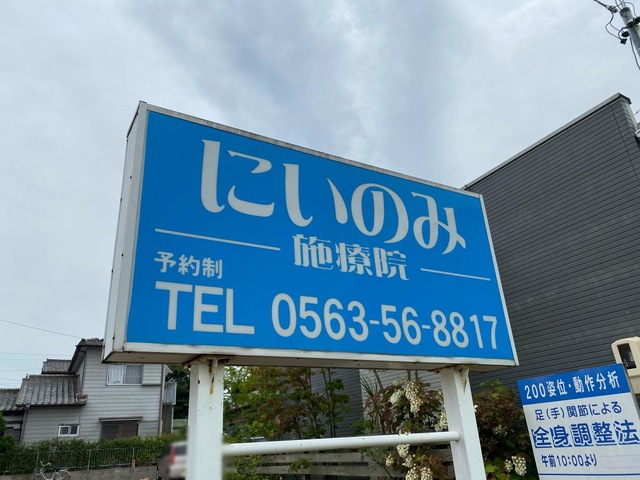 にいのみ
施療院
予約制
TEL 0563-56-8817
200姿位・動作分析
足(手)関節による
全身調整法
午前10:00より